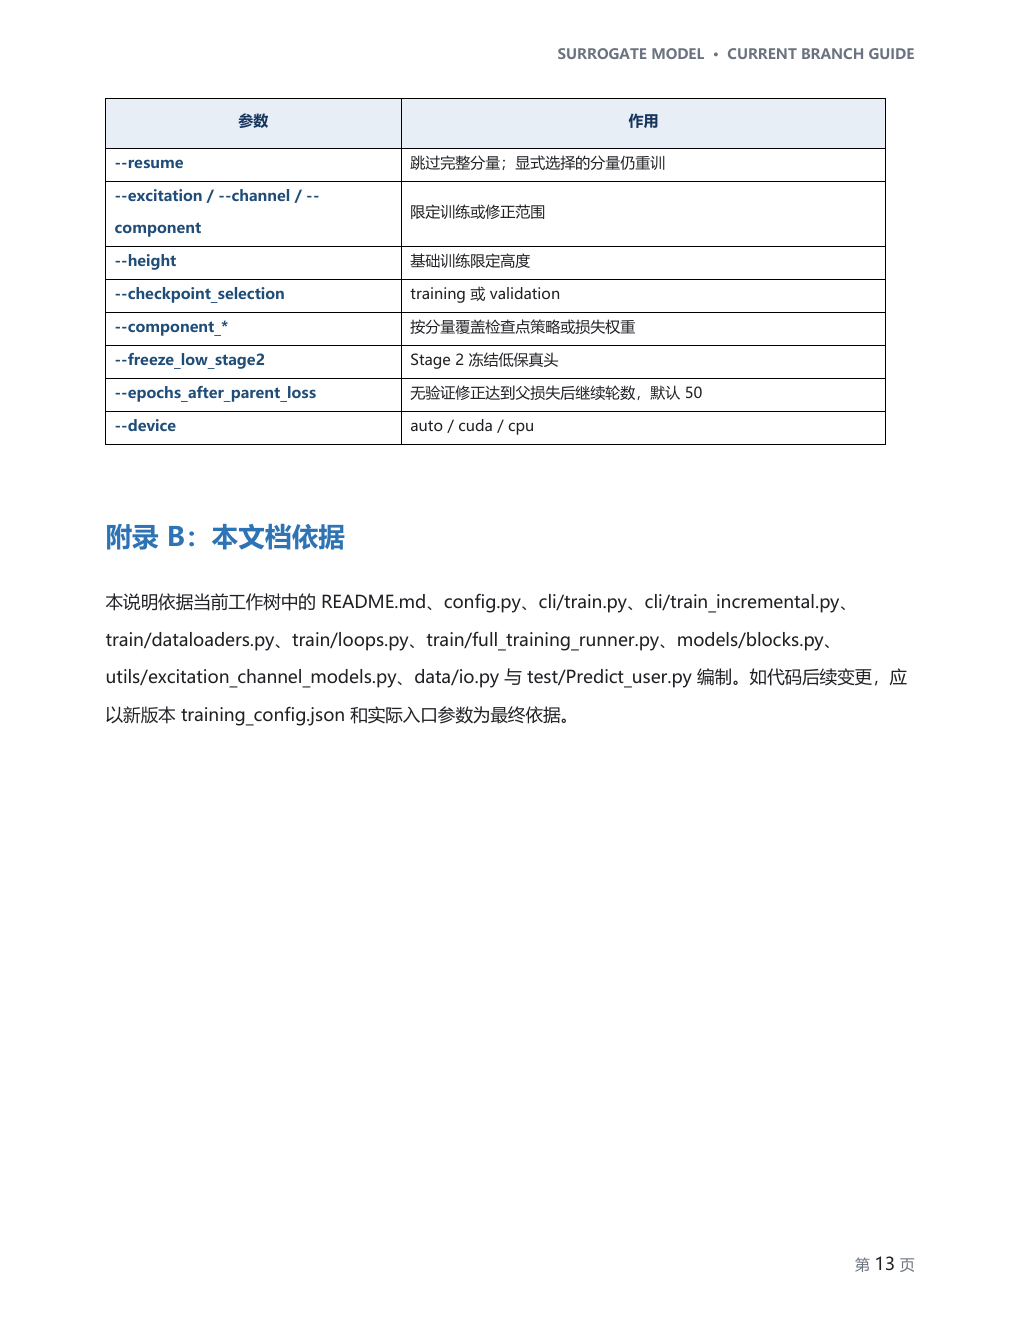 SURROGATE MODEL • CURRENT BRANCH GUIDE
参数 作用
--resume 跳过完整分量；显式选择的分量仍重训
--excitation / --channel / --
component 限定训练或修正范围
--height 基础训练限定高度
--checkpoint_selection training 或 validation
--component_* 按分量覆盖检查点策略或损失权重
--freeze_low_stage2 Stage 2 冻结低保真头
--epochs_after_parent_loss 无验证修正达到父损失后继续轮数，默认 50
--device auto / cuda / cpu
附录 B：本文档依据
本说明依据当前工作树中的 README.md、config.py、cli/train.py、cli/train_incremental.py、
train/dataloaders.py、train/loops.py、train/full_training_runner.py、models/blocks.py、
utils/excitation_channel_models.py、data/io.py 与 test/Predict_user.py 编制。如代码后续变更，应
以新版本 training_config.json 和实际入口参数为最终依据。
第 13 页